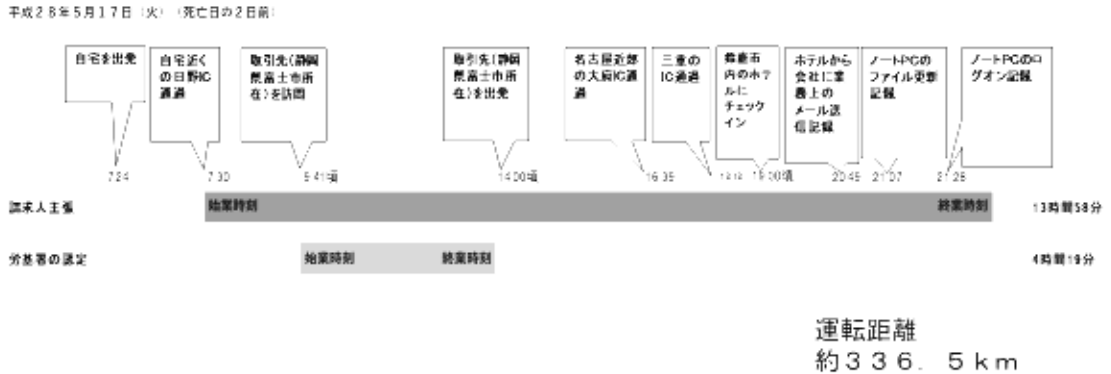 平成28年5月17日（火）（死亡日の2日前）
自宅を出発
自宅近く
の日野IC
通過
取引先（静岡
県富士市所
在）を訪問
取引先（静岡
県富士市所
在）を出発
名古屋近郊
の大府IC通
過
三重の
IC通過
鈴鹿市
内のホテ
ルに
チェック
イン
ホテルから
会社に業
務上の
メール送
信記録
ノートPCの
ファイル更新
記録
ノートPCのロ
グオン記録
7:24
7:30
9:41頃
14:00頃
16:39
19:00頃
20:45
21:07
21:28
請求人主張
始業時刻
終業時刻
13時間58分
労基署の認定
始業時刻
終業時刻
4時間19分
運転距離
約336．5km